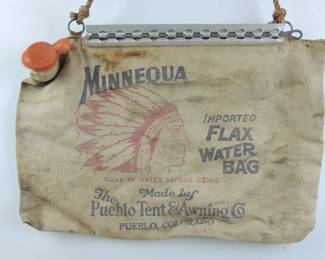 MINNEQUA
IMPORTED
FLAX
WATER
BAG
SOAK IN WATER BEFORE USING
Made by
The Pueblo Tent & Awning Co
PUEBLO, COLORADO